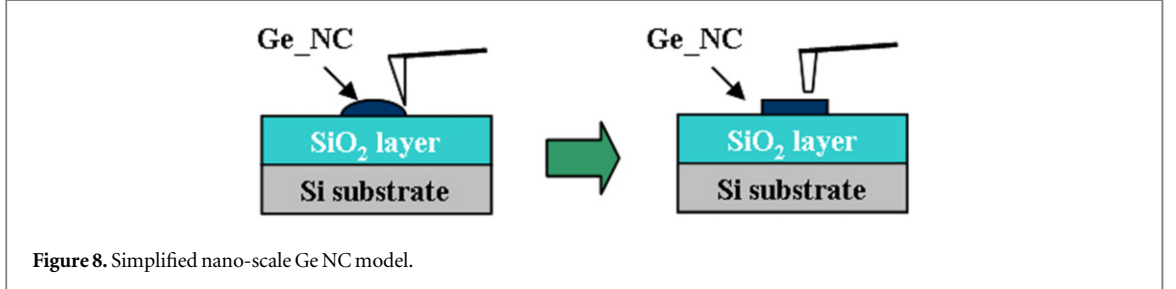 Ge_NC
Ge_NC
SiO₂ layer
Si substrate
SiO₂ layer
Si substrate
Figure 8. Simplified nano-scale Ge NC model.